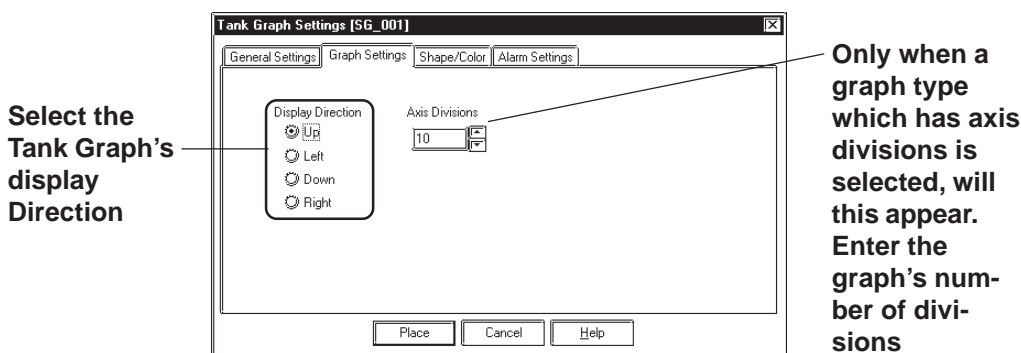 Tank Graph Settings [SG_001]
General Settings Graph Settings Shape/Color Alarm Settings
Select the
Tank Graph's
display
Direction
Display Direction
Up
Left
Down
Right
Axis Divisions
10
Only when a
graph type
which has axis
divisions is
selected, will
this appear.
Enter the
graph's num-
ber of divi-
sions
Place Cancel Help